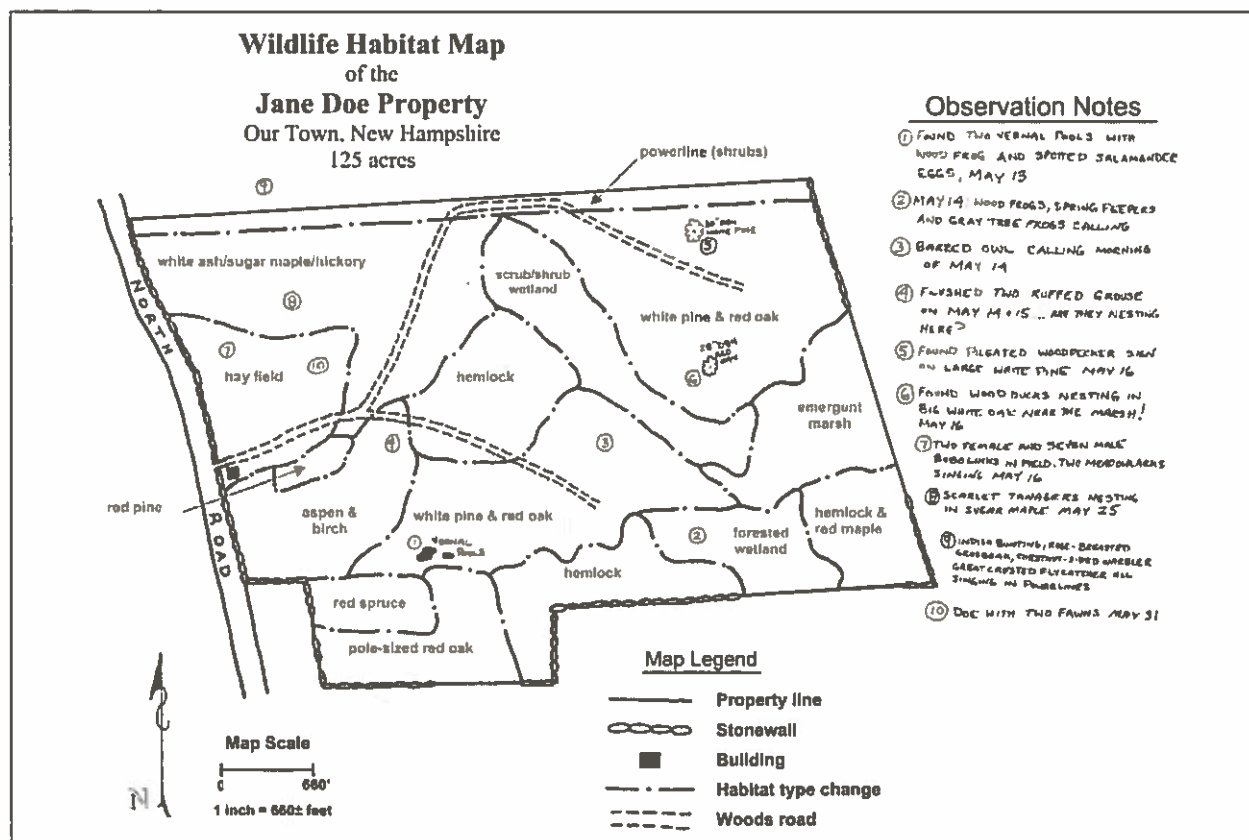 Wildlife Habitat Map
of the
Jane Doe Property
Our Town, New Hampshire
125 acres
powerline (shrubs)
9
white ash/sugar maple/hickory
8
NORTH
7
10
hay field
scrub/shrub
wetland
DBH
WHITE PINE
5
white pine & red oak
DBH
6
hemlock
emergunt
marsh
4
3
red pine
ROAD
aspen &
birch
white pine & red oak
1 VERNAL
POOLS
2
forested
wetland
hemlock &
red maple
hemlock
red spruce
pole-sized red oak
Observation Notes
1 FOUND TWO VERNAL POOLS WITH
WOOD FROG AND SPOTTED SALAMANDER
EGGS, MAY 13
2 MAY 14 WOOD FROGS, SPRING PEEPERS
AND GRAY TREE FROGS CALLING
3 BARRED OWL CALLING MORNING
OF MAY 14
4 FLUSHED TWO RUFFED GROUSE
ON MAY 14 + 15 .. ARE THEY NESTING
HERE?
5 FOUND PILEATED WOODPECKER SIGN
ON LARGE WHITE PINE MAY 16
6 FOUND WOOD DUCKS NESTING IN
BIG WHITE OAK NEAR THE MARSH!
MAY 16
7 TWO FEMALE AND SEVEN MALE
BOBOLINKS IN FIELD. TWO MEADOWLARKS
SINGING MAY 16
8 SCARLET TANAGERS NESTING
IN SUGAR MAPLE MAY 25
9 INDIGO BUNTING, ROSE-BREASTED
GROSBEAK, CHESTNUT-SIDED WARBLER
GREAT CRESTED FLYCATCHER ALL
SINGING IN POWERLINES
10 DOE WITH TWO FAWNS MAY 31
N
Map Scale
0 660'
1 inch = 660± feet
Map Legend
Property line
Stonewall
Building
Habitat type change
Woods road